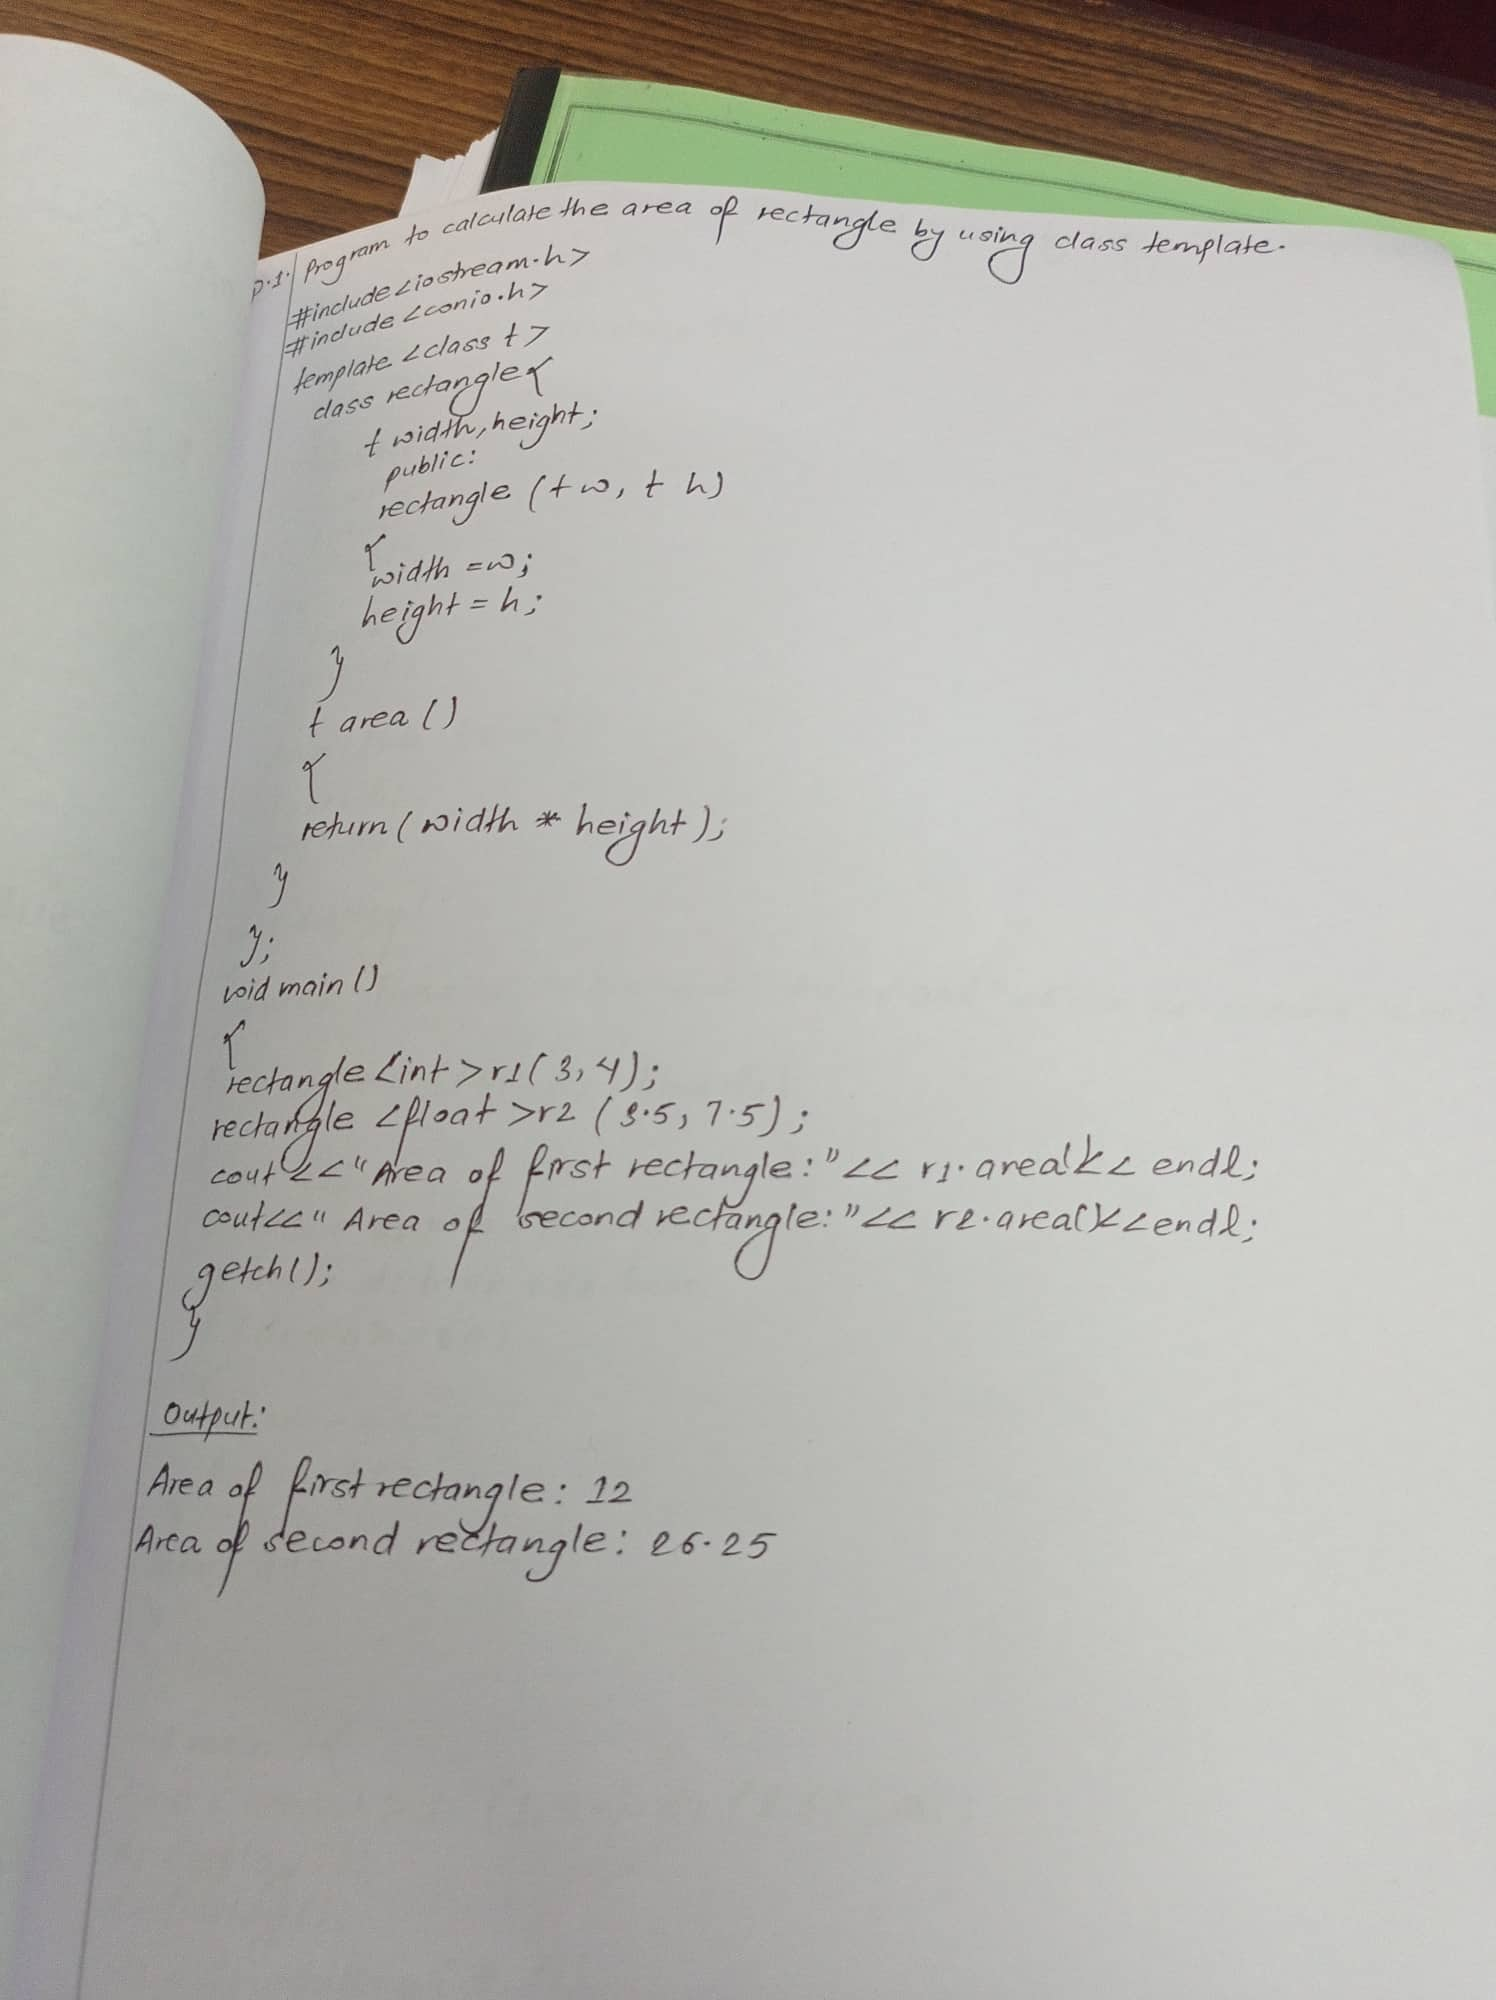 P.1. Program to calculate the area of rectangle by using class template.
#include<iostream.h>
#include <conio.h>
template <class t>
class rectangle{
t width, height;
public:
rectangle (t w, t h)
{
width = w;
height = h;
}
t area ()
{
return (width * height);
}
};
void main ()
{
rectangle <int> r1(3, 4);
rectangle <float> r2 (3.5, 7.5);
cout <<"Area of first rectangle:"<< r1.area()<< endl;
cout<<" Area of second rectangle:"<< r2.area()<<endl;
getch();
}
Output:
Area of first rectangle: 12
Area of second rectangle: 26.25